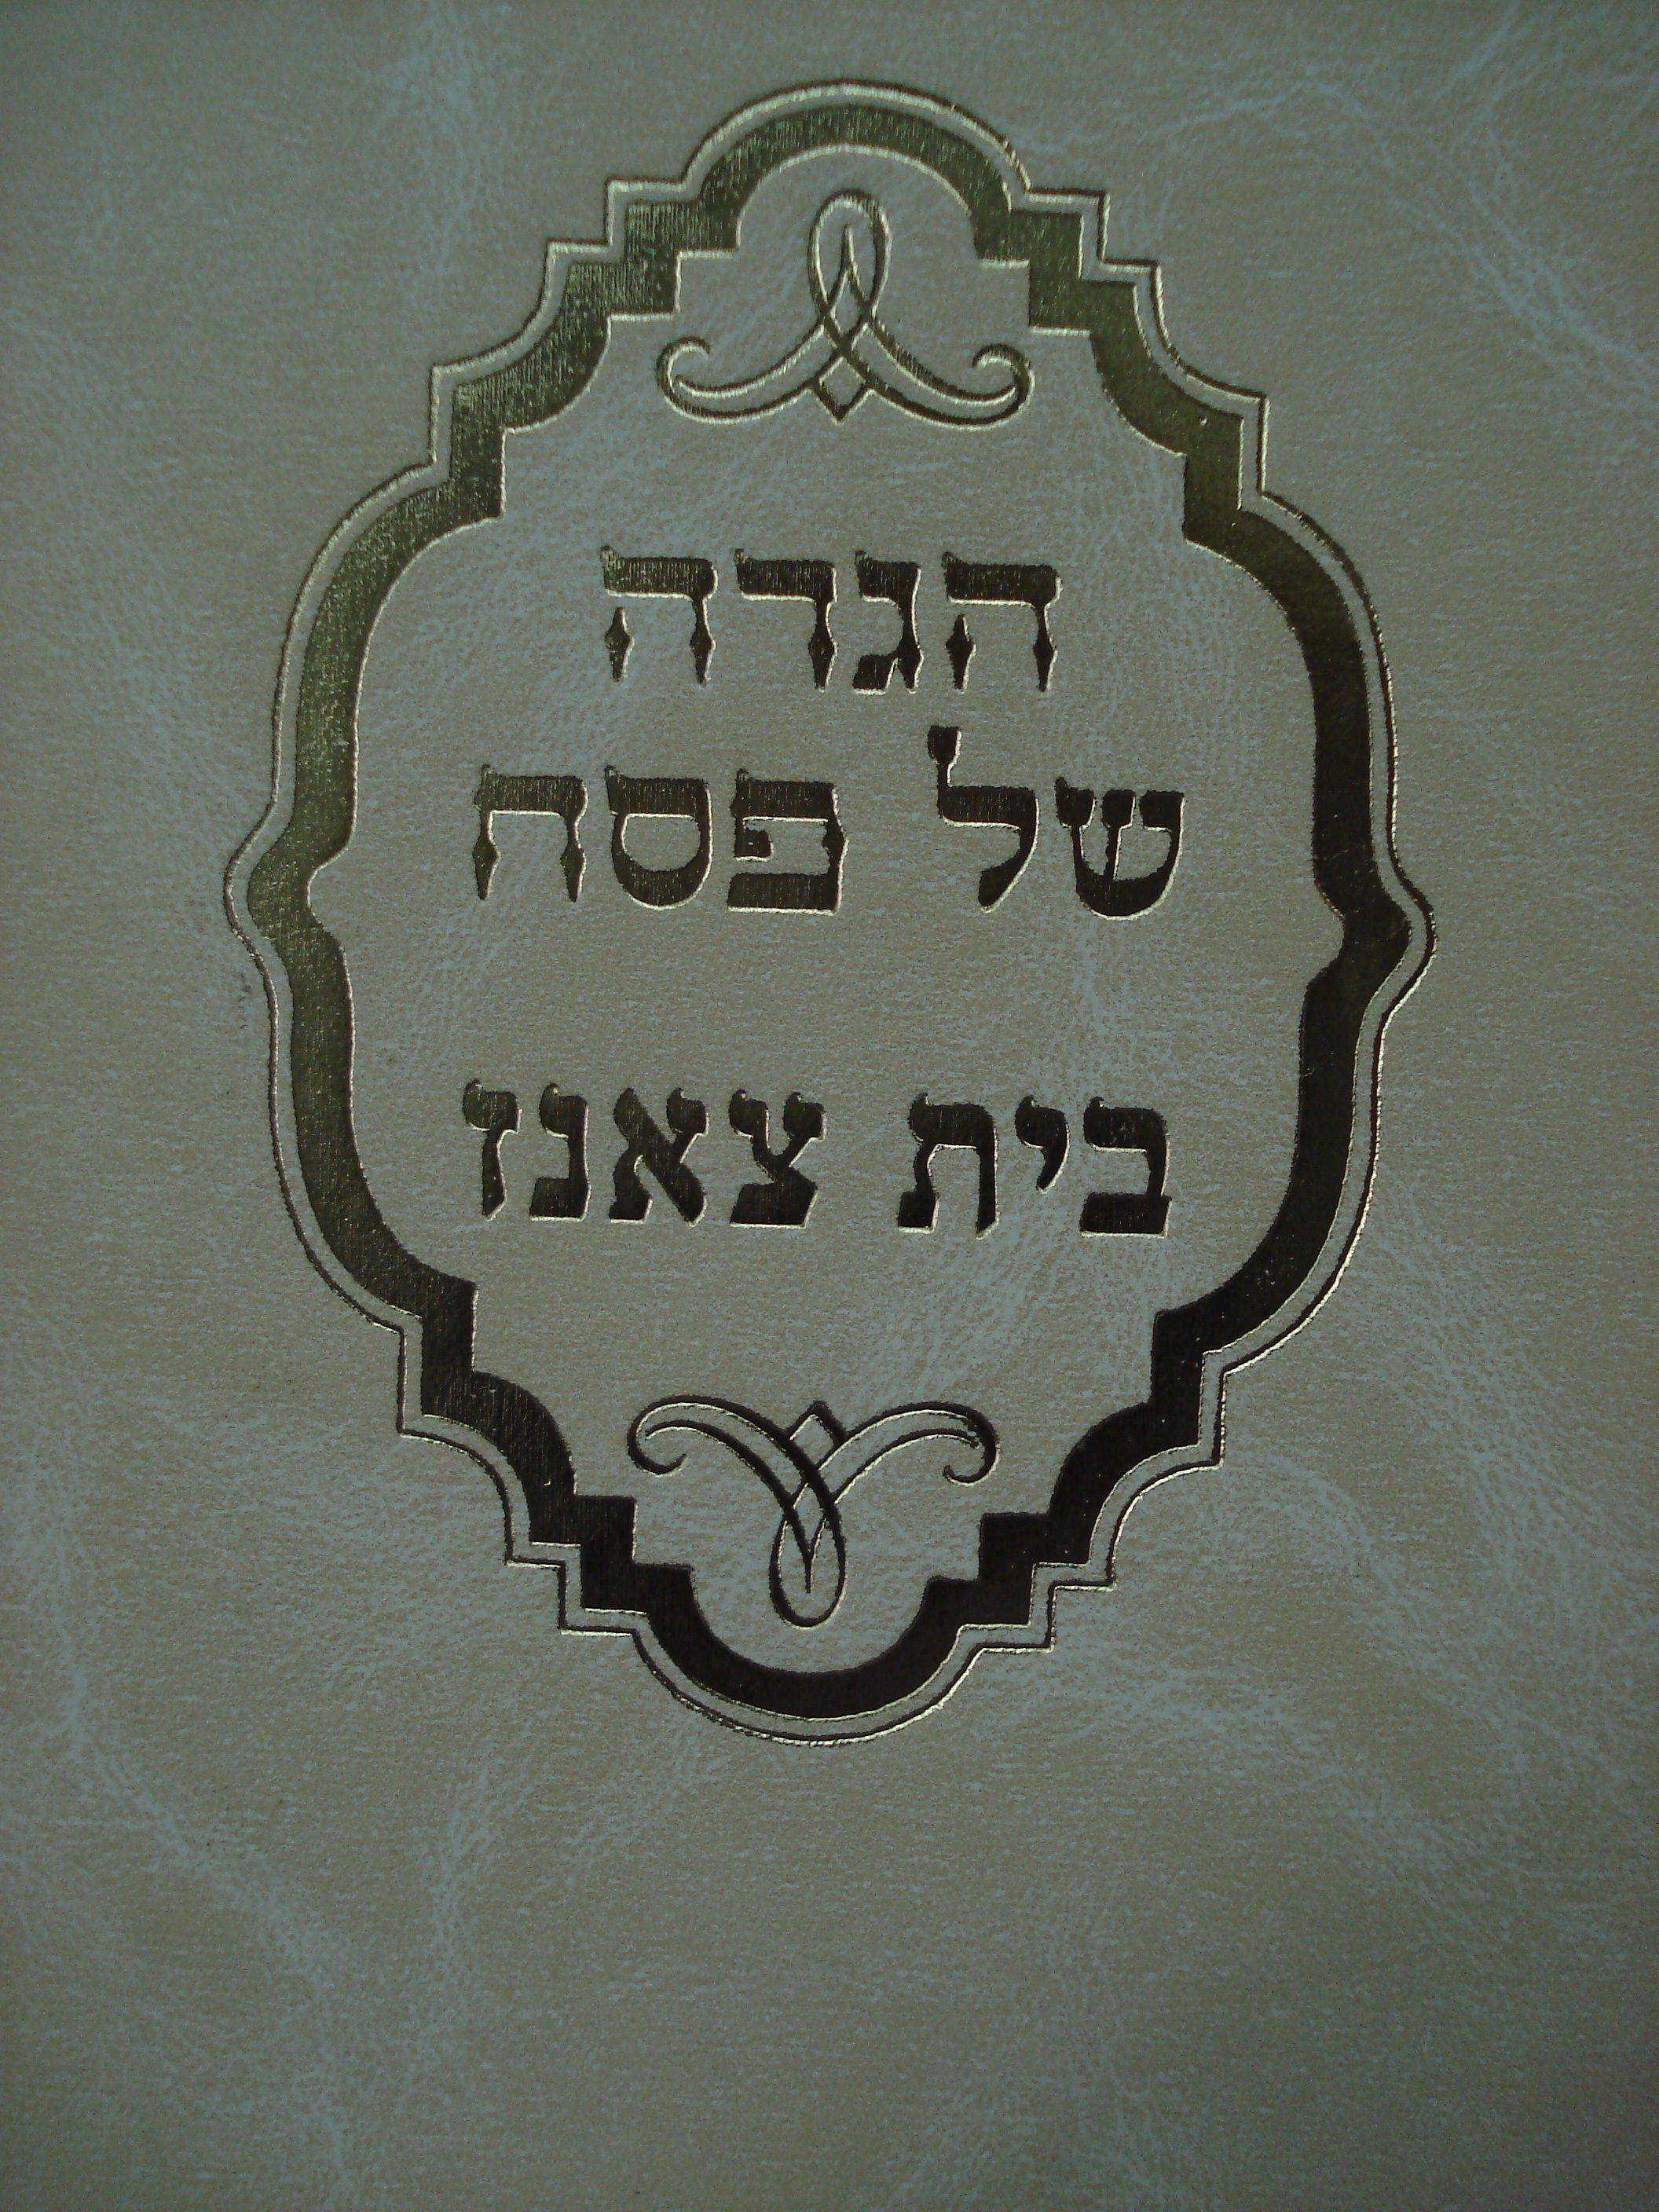 הגדה
של פסח
בית צאנז